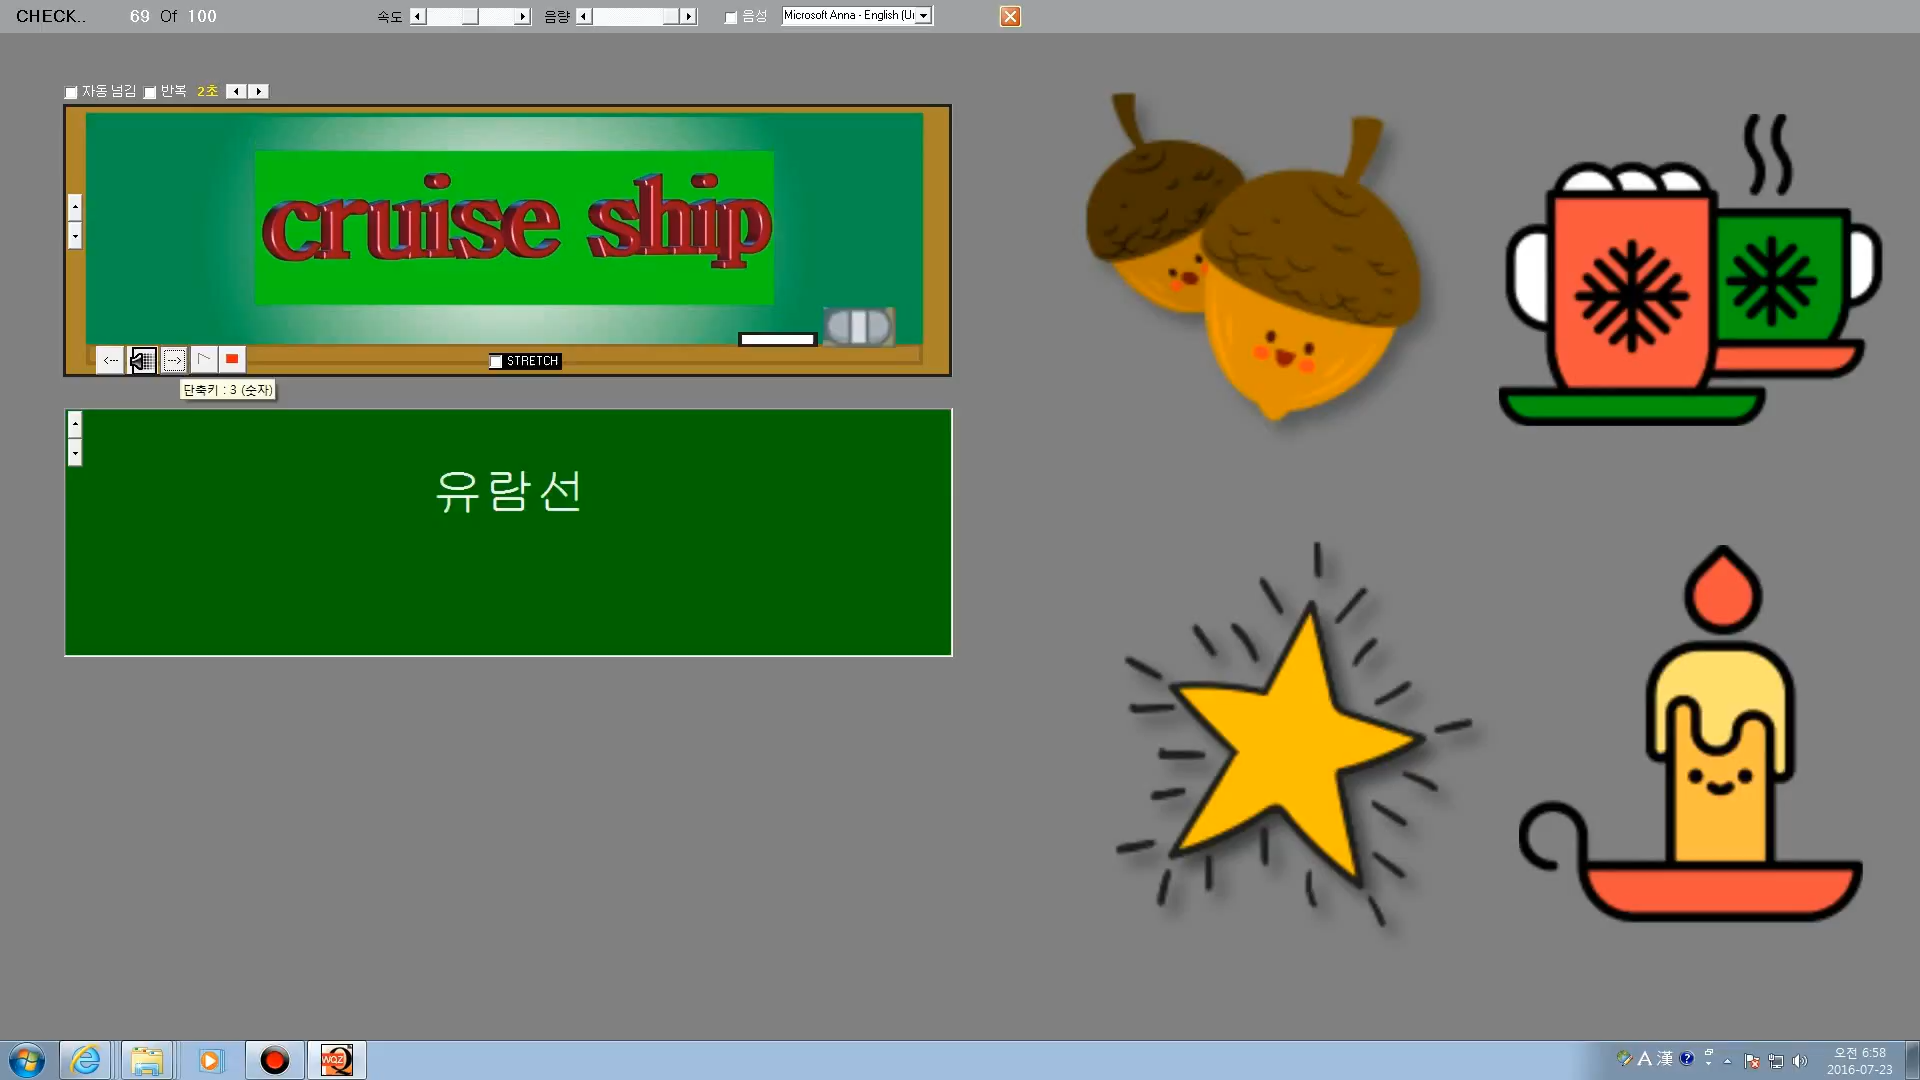 CHECK.. 69 Of 100 속도 음량 음성 Microsoft Anna - English (U
자동 넘김 반복 2초
cruise ship
<--- ---> STRETCH
단축키 : 3 (숫자)
유람선
WQZ
A 漢 오전 6:58
2016-07-23